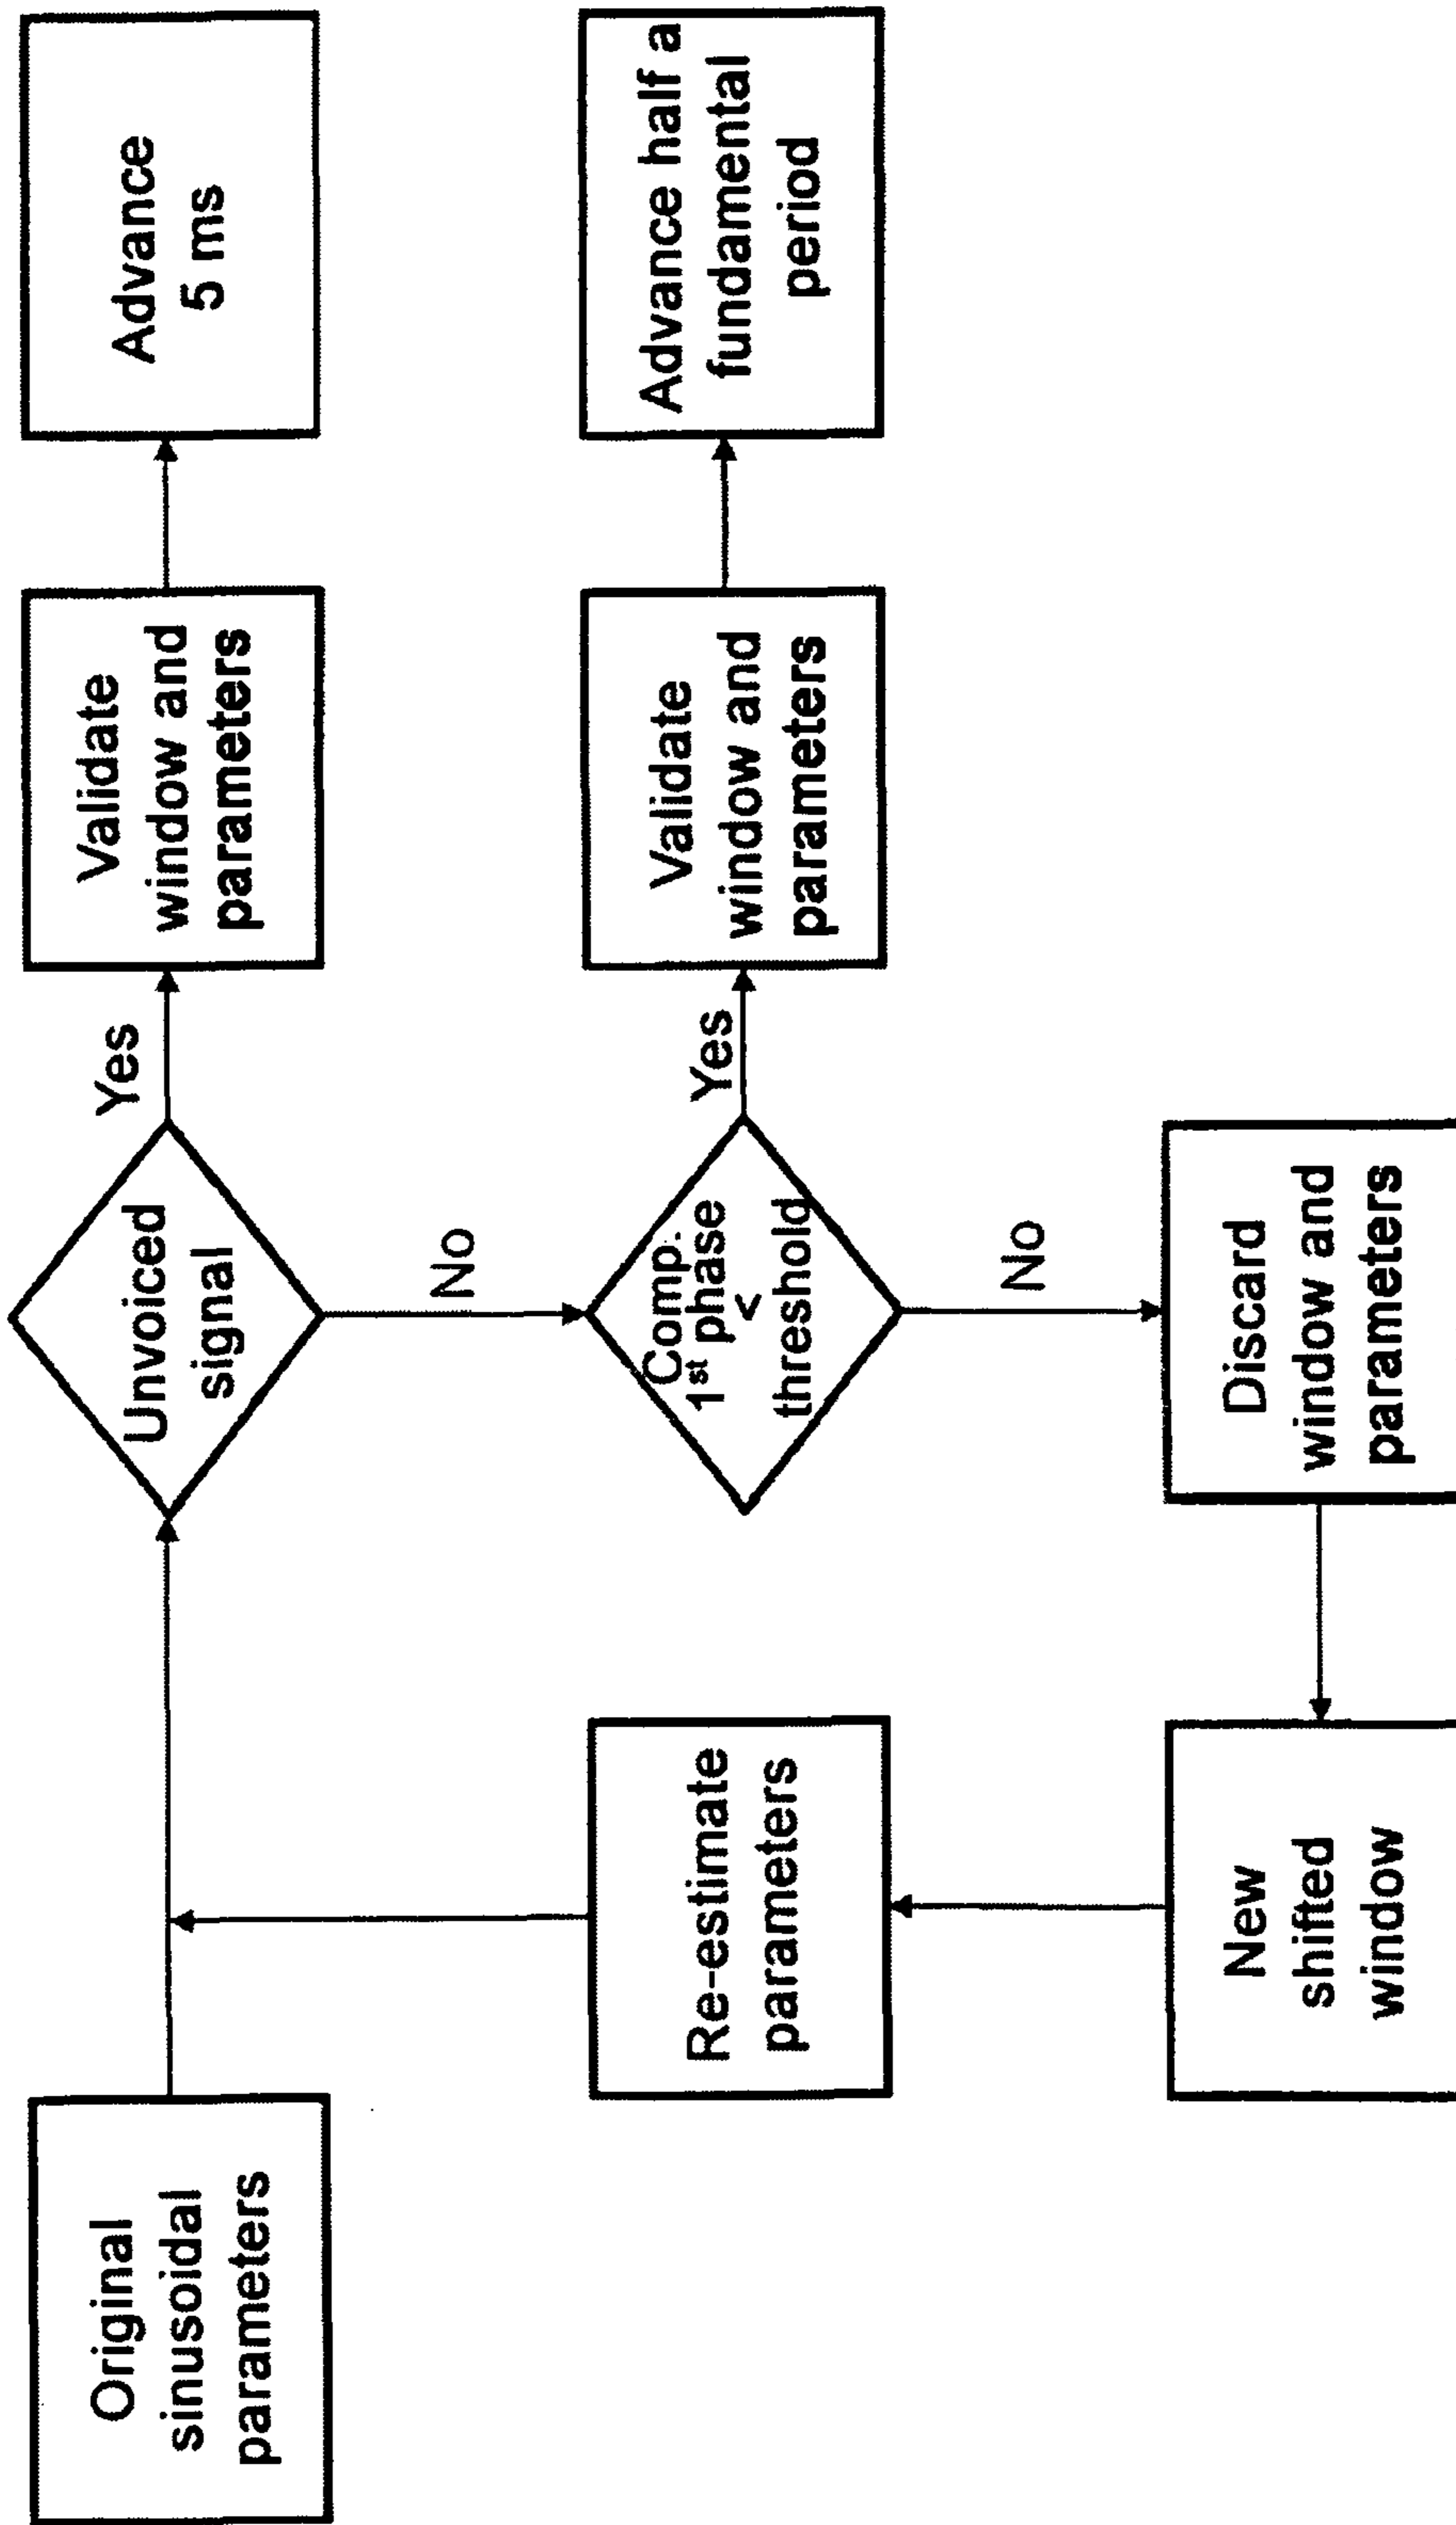 Original
sinusoidal
parameters
Unvoiced
signal
Yes
Validate
window and
parameters
Advance
5 ms
No
Comp.
1st phase
<
threshold
Yes
Validate
window and
parameters
Advance half a
fundamental
period
No
Discard
window and
parameters
New
shifted
window
Re-estimate
parameters